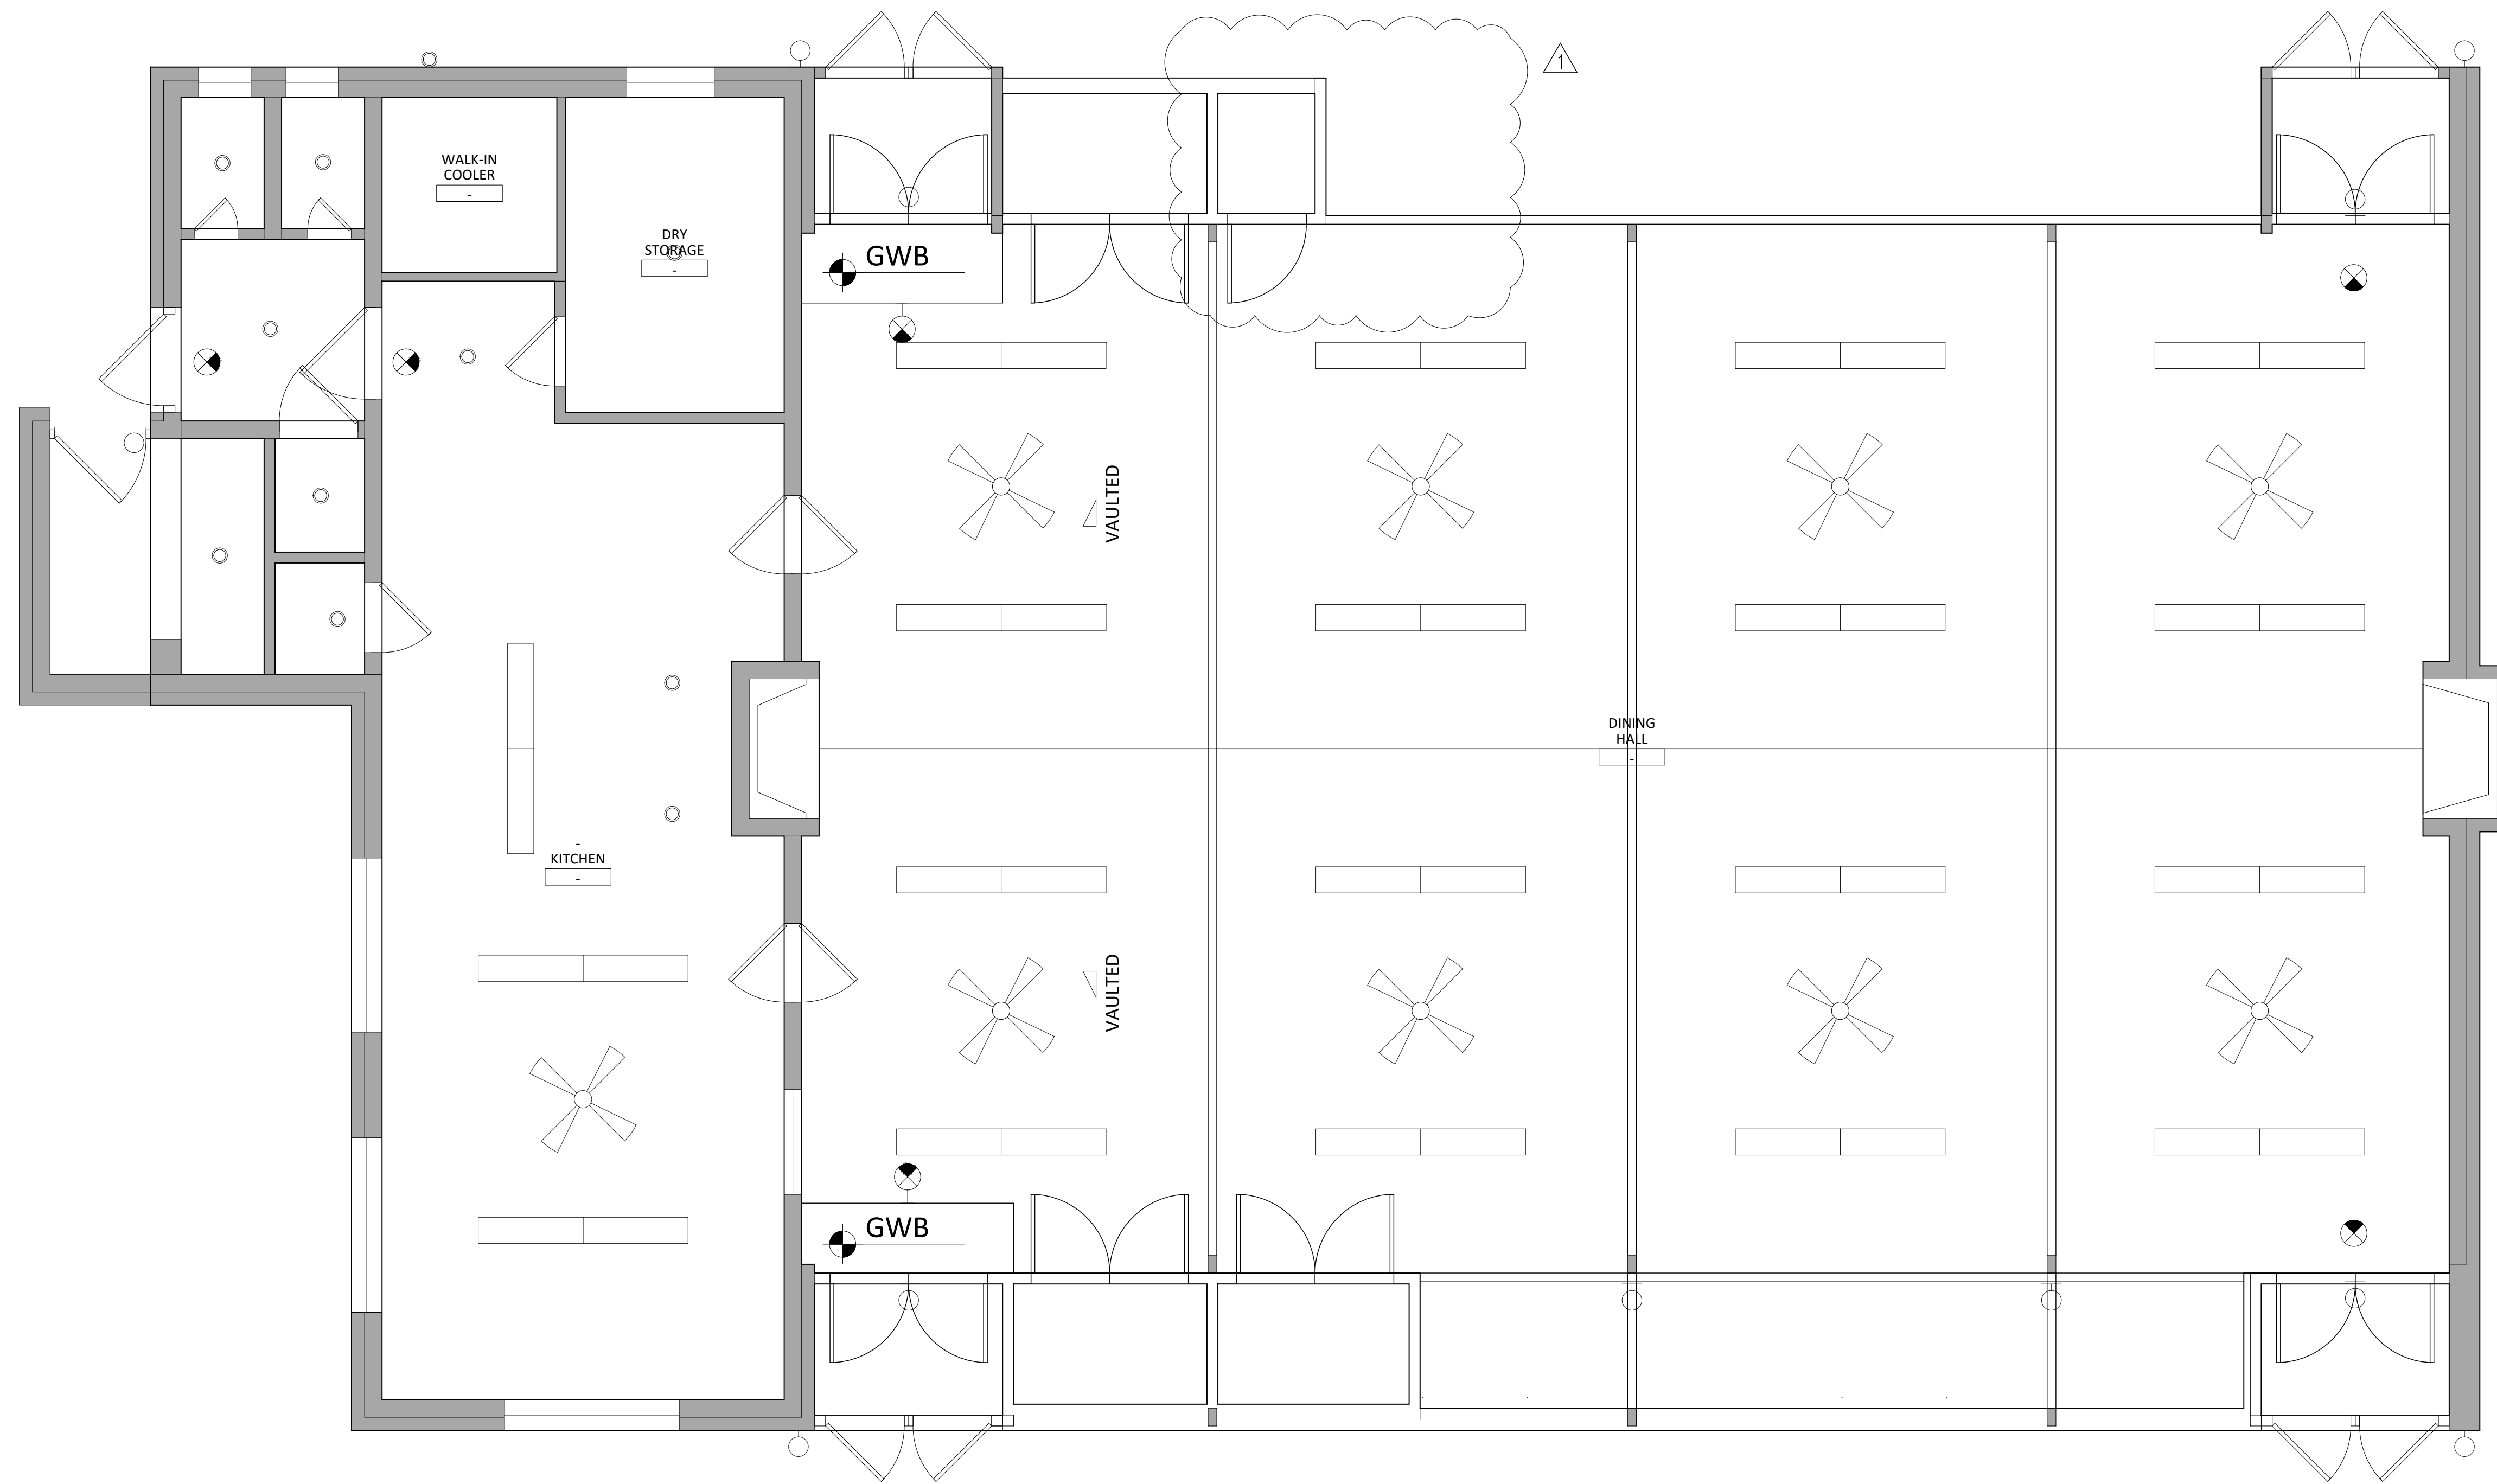 1
WALK-IN
COOLER
-
DRY
STORAGE
-
GWB
VAULTED
DINING
HALL
-
-
KITCHEN
-
VAULTED
GWB